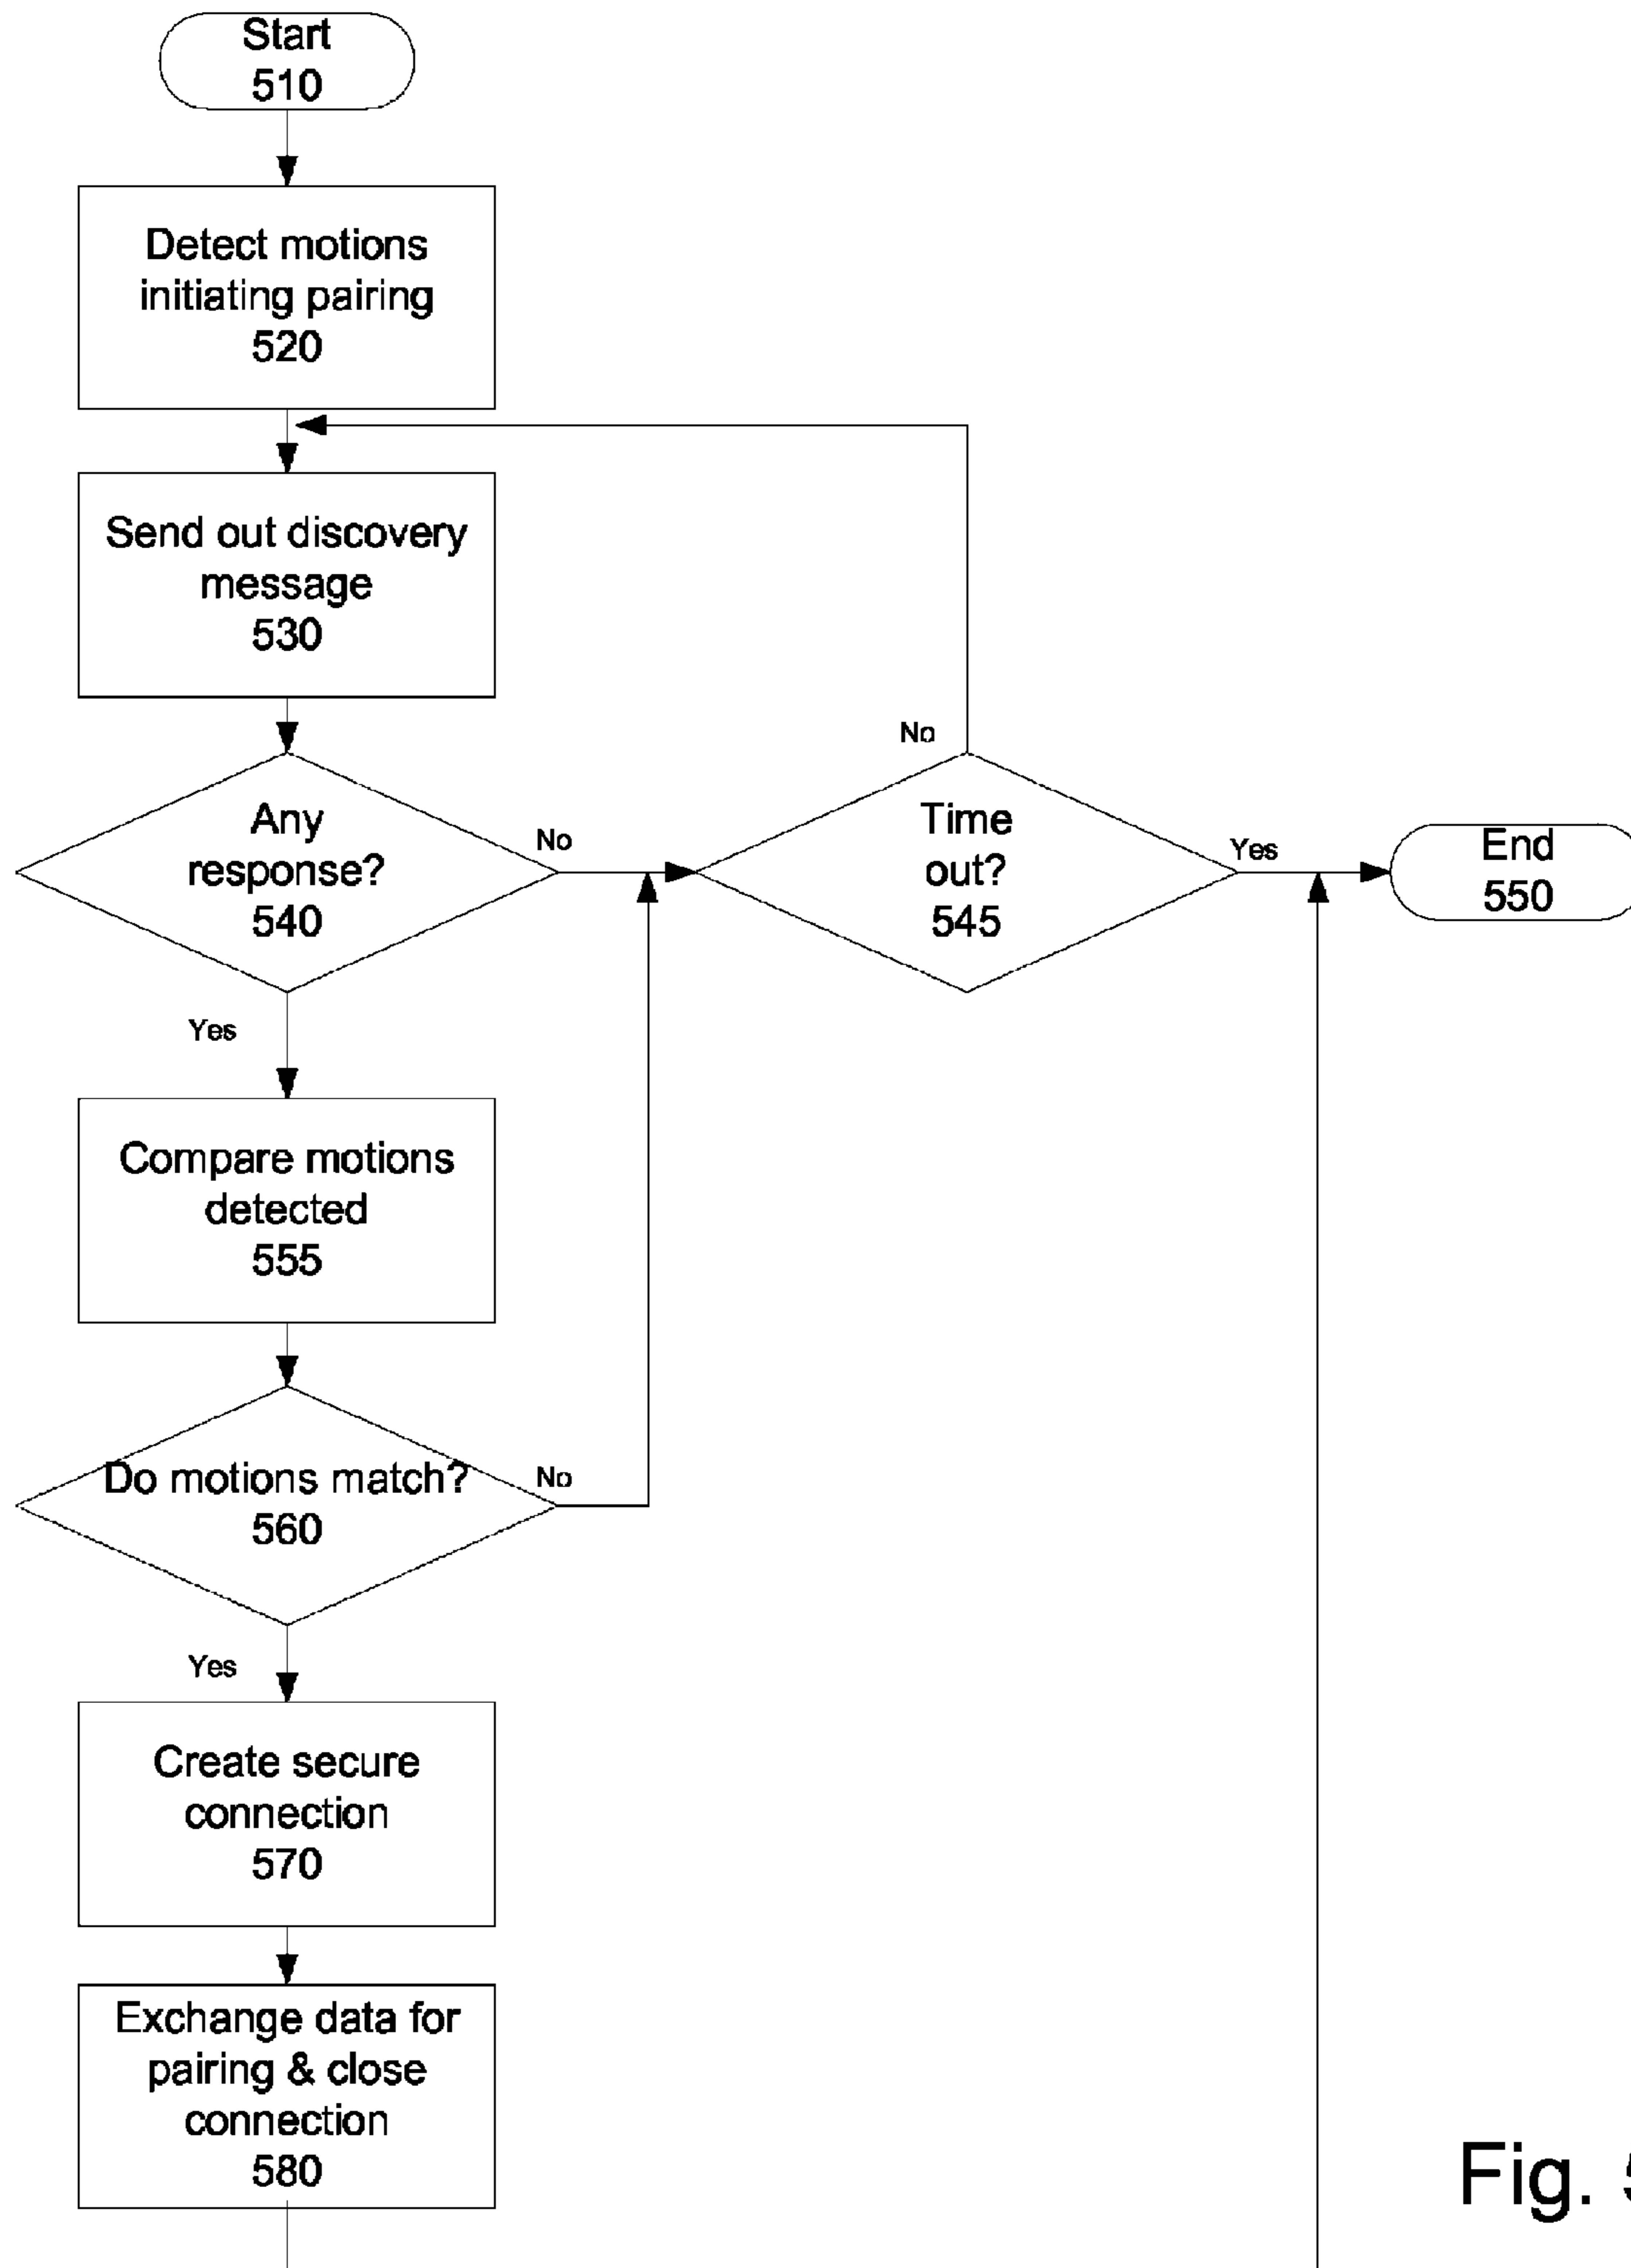 Start
510
Detect motions
initiating pairing
520
Send out discovery
message
530
Any
response?
540
No
Yes
Time
out?
545
No
Yes
End
550
Compare motions
detected
555
Do motions match?
560
No
Yes
Create secure
connection
570
Exchange data for
pairing & close
connection
580
Fig. 5